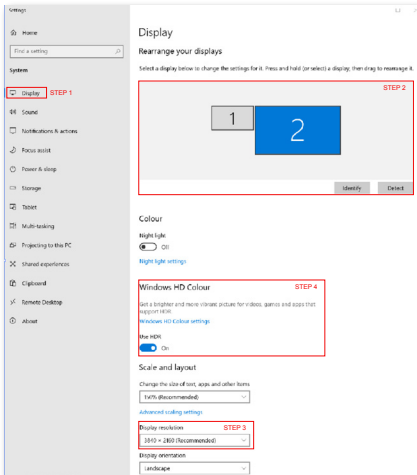 Settings
Home
Find a setting
System
Display STEP 1
Sound
Notifications & actions
Focus assist
Power & sleep
Storage
Tablet
Multi-tasking
Projecting to this PC
Shared experiences
Clipboard
Remote Desktop
About
Display
Rearrange your displays
Select a display below to change the settings for it. Press and hold (or select) a display, then drag to rearrange it.
STEP 2
1
2
Identify Detect
Colour
Night light
Off
Night light settings
Windows HD Colour STEP 4
Get a brighter and more vibrant picture for videos, games and apps that
support HDR.
Windows HD Colour settings
Use HDR
On
Scale and layout
Change the size of text, apps and other items
150% (Recommended)
Advanced scaling settings
Display resolution STEP 3
3840 × 2160 (Recommended)
Display orientation
Landscape